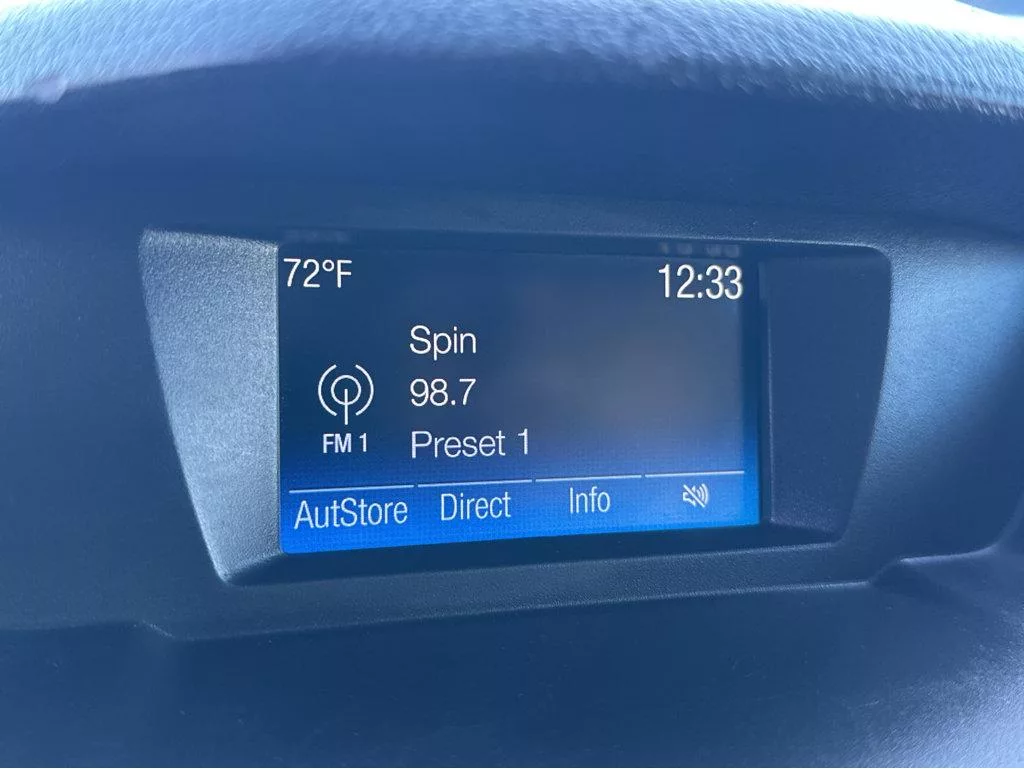 72°F 12:33
Spin
98.7
FM 1
Preset 1
AutStore Direct Info